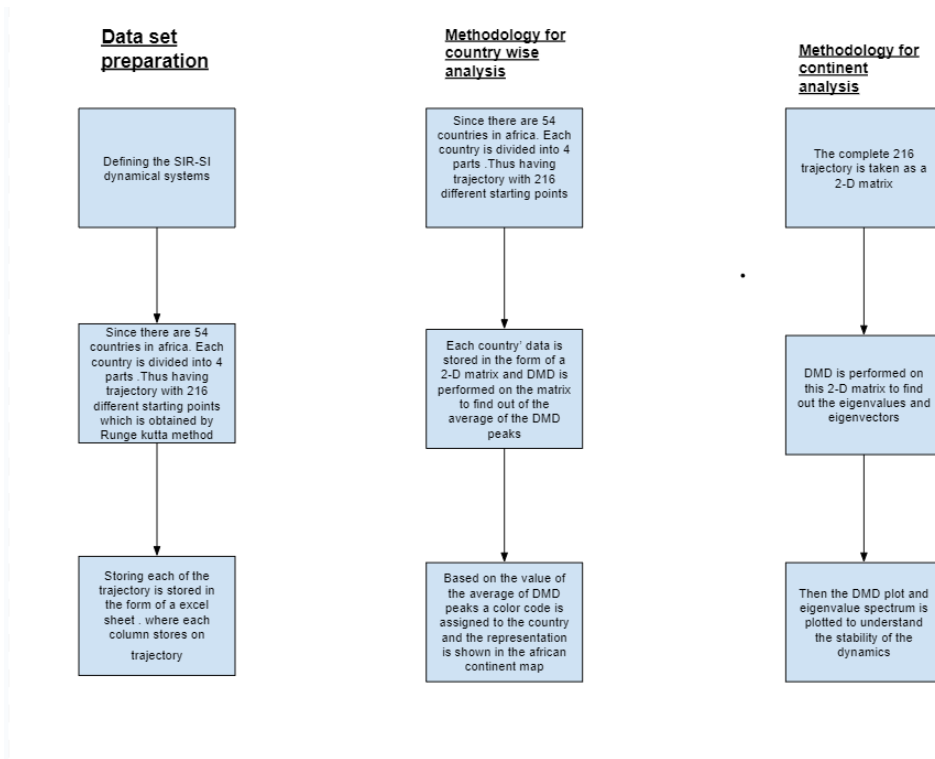 Data set
preparation
Defining the SIR-SI
dynamical systems
Since there are 54
countries in africa. Each
country is divided into 4
parts .Thus having
trajectory with 216
different starting points
which is obtained by
Runge kutta method
Storing each of the
trajectory is stored in
the form of a excel
sheet . where each
column stores on
trajectory
Methodology for
country wise
analysis
Since there are 54
countries in africa. Each
country is divided into 4
parts .Thus having
trajectory with 216
different starting points
Each country' data is
stored in the form of a
2-D matrix and DMD is
performed on the matrix
to find out of the
average of the DMD
peaks
Based on the value of
the average of DMD
peaks a color code is
assigned to the country
and the representation
is shown in the african
continent map
Methodology for
continent
analysis
The complete 216
trajectory is taken as a
2-D matrix
DMD is performed on
this 2-D matrix to find
out the eigenvalues and
eigenvectors
Then the DMD plot and
eigenvalue spectrum is
plotted to understand
the stability of the
dynamics